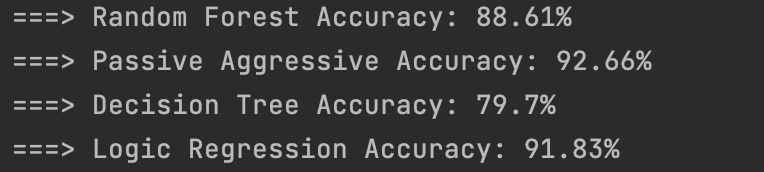 ===> Random Forest Accuracy: 88.61%
===> Passive Aggressive Accuracy: 92.66%
===> Decision Tree Accuracy: 79.7%
===> Logic Regression Accuracy: 91.83%